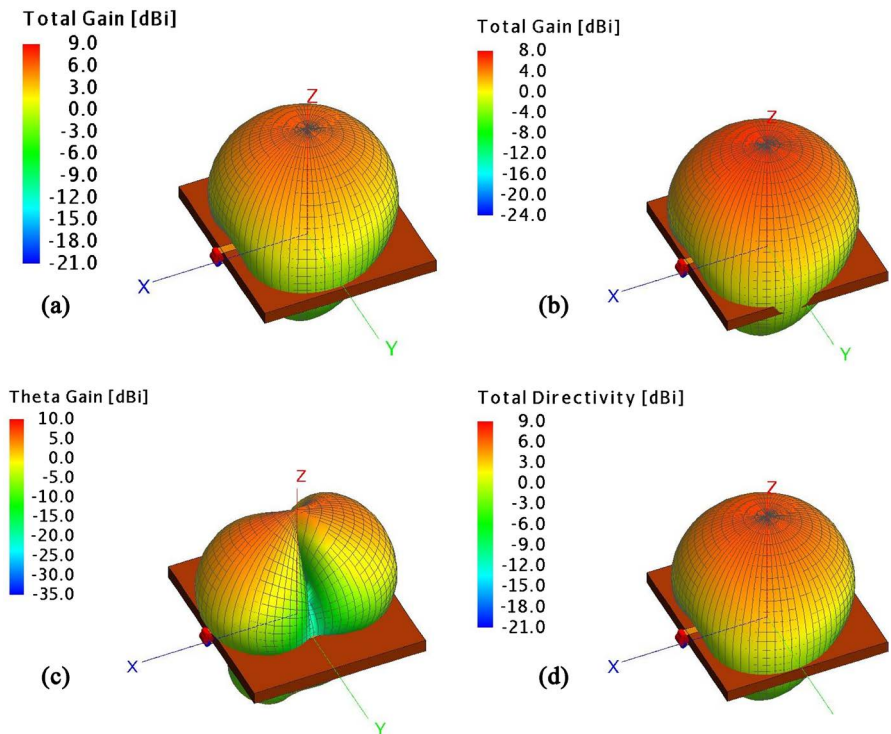 Total Gain [dBi]
9.0
6.0
3.0
0.0
-3.0
-6.0
-9.0
-12.0
-15.0
-18.0
-21.0
Z
X
Y
(a)
Total Gain [dBi]
8.0
4.0
0.0
-4.0
-8.0
-12.0
-16.0
-20.0
-24.0
Z
X
Y
(b)
Theta Gain [dBi]
10.0
5.0
0.0
-5.0
-10.0
-15.0
-20.0
-25.0
-30.0
-35.0
Z
X
Y
(c)
Total Directivity [dBi]
9.0
6.0
3.0
0.0
-3.0
-6.0
-9.0
-12.0
-15.0
-18.0
-21.0
Z
X
(d)